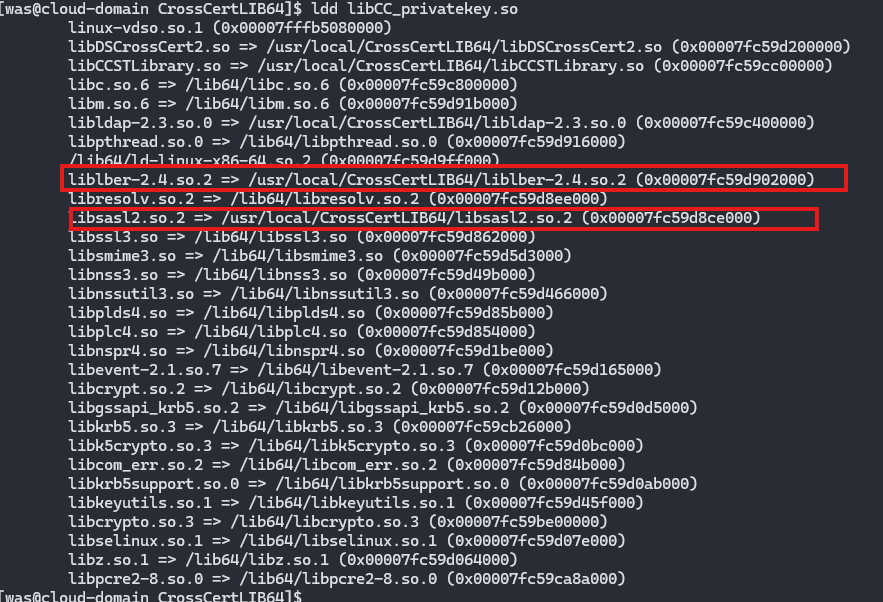 [was@cloud-domain CrossCertLIB64]$ ldd libCC_privatekey.so
linux-vdso.so.1 (0x00007fffb5080000)
libDSCrossCert2.so => /usr/local/CrossCertLIB64/libDSCrossCert2.so (0x00007fc59d200000)
libCCSTLibrary.so => /usr/local/CrossCertLIB64/libCCSTLibrary.so (0x00007fc59cc00000)
libc.so.6 => /lib64/libc.so.6 (0x00007fc59c800000)
libm.so.6 => /lib64/libm.so.6 (0x00007fc59d91b000)
libldap-2.3.so.0 => /usr/local/CrossCertLIB64/libldap-2.3.so.0 (0x00007fc59c400000)
libpthread.so.0 => /lib64/libpthread.so.0 (0x00007fc59d916000)
/lib64/ld-linux-x86-64.so.2 (0x00007fc59d9ff000)
liblber-2.4.so.2 => /usr/local/CrossCertLIB64/liblber-2.4.so.2 (0x00007fc59d902000)
libresolv.so.2 => /lib64/libresolv.so.2 (0x00007fc59d8ee000)
libsasl2.so.2 => /usr/local/CrossCertLIB64/libsasl2.so.2 (0x00007fc59d8ce000)
libssl3.so => /lib64/libssl3.so (0x00007fc59d862000)
libsmime3.so => /lib64/libsmime3.so (0x00007fc59d5d3000)
libnss3.so => /lib64/libnss3.so (0x00007fc59d49b000)
libnssutil3.so => /lib64/libnssutil3.so (0x00007fc59d466000)
libplds4.so => /lib64/libplds4.so (0x00007fc59d85b000)
libplc4.so => /lib64/libplc4.so (0x00007fc59d854000)
libnspr4.so => /lib64/libnspr4.so (0x00007fc59d1be000)
libevent-2.1.so.7 => /lib64/libevent-2.1.so.7 (0x00007fc59d165000)
libcrypt.so.2 => /lib64/libcrypt.so.2 (0x00007fc59d12b000)
libgssapi_krb5.so.2 => /lib64/libgssapi_krb5.so.2 (0x00007fc59d0d5000)
libkrb5.so.3 => /lib64/libkrb5.so.3 (0x00007fc59cb26000)
libk5crypto.so.3 => /lib64/libk5crypto.so.3 (0x00007fc59d0bc000)
libcom_err.so.2 => /lib64/libcom_err.so.2 (0x00007fc59d84b000)
libkrb5support.so.0 => /lib64/libkrb5support.so.0 (0x00007fc59d0ab000)
libkeyutils.so.1 => /lib64/libkeyutils.so.1 (0x00007fc59d45f000)
libcrypto.so.3 => /lib64/libcrypto.so.3 (0x00007fc59be00000)
libselinux.so.1 => /lib64/libselinux.so.1 (0x00007fc59d07e000)
libz.so.1 => /lib64/libz.so.1 (0x00007fc59d064000)
libpcre2-8.so.0 => /lib64/libpcre2-8.so.0 (0x00007fc59ca8a000)
[was@cloud-domain CrossCertLIB64]$